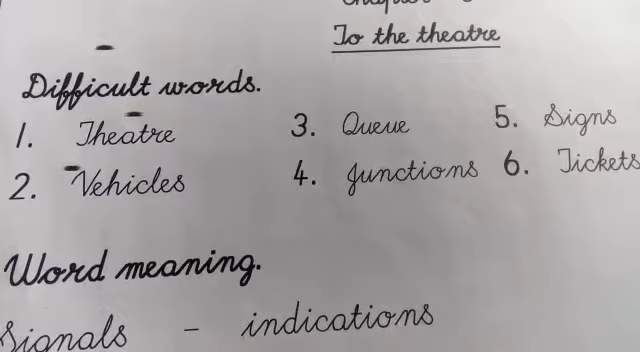 To the theatre
Difficult words.
1. Theatre 3. Queue 5. Signs
2. Vehicles 4. Junctions 6. Tickets
Word meaning.
Signals - indications